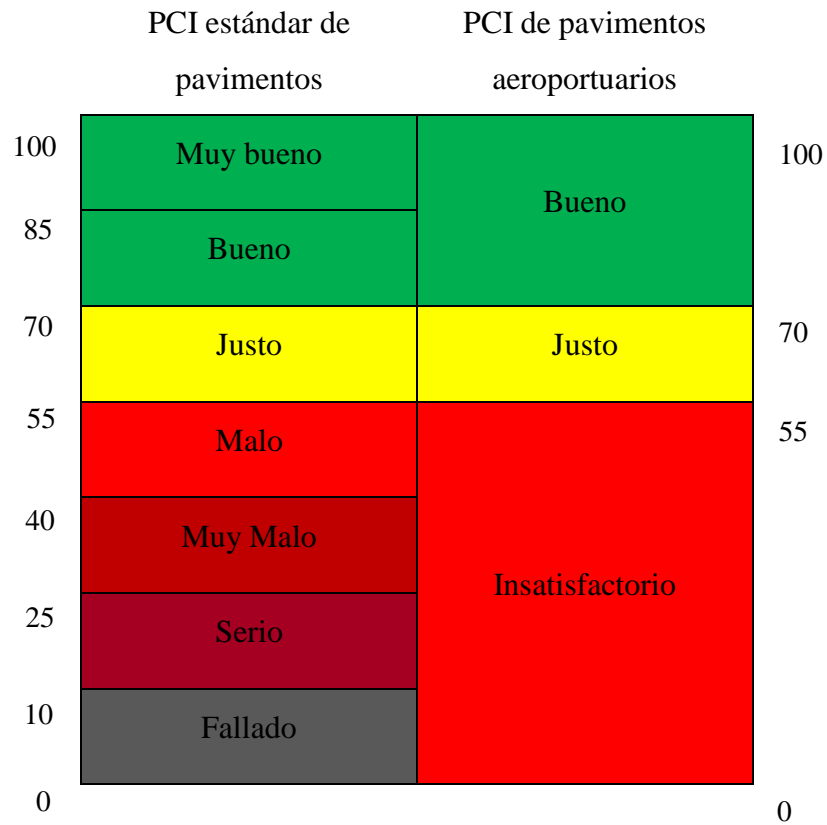 PCI estándar de
pavimentos
PCI de pavimentos
aeroportuarios
100
Muy bueno
85
Bueno
70
Justo
55
Malo
40
Muy Malo
25
Serio
10
Fallado
0
Bueno
100
Justo
70
55
Insatisfactorio
0